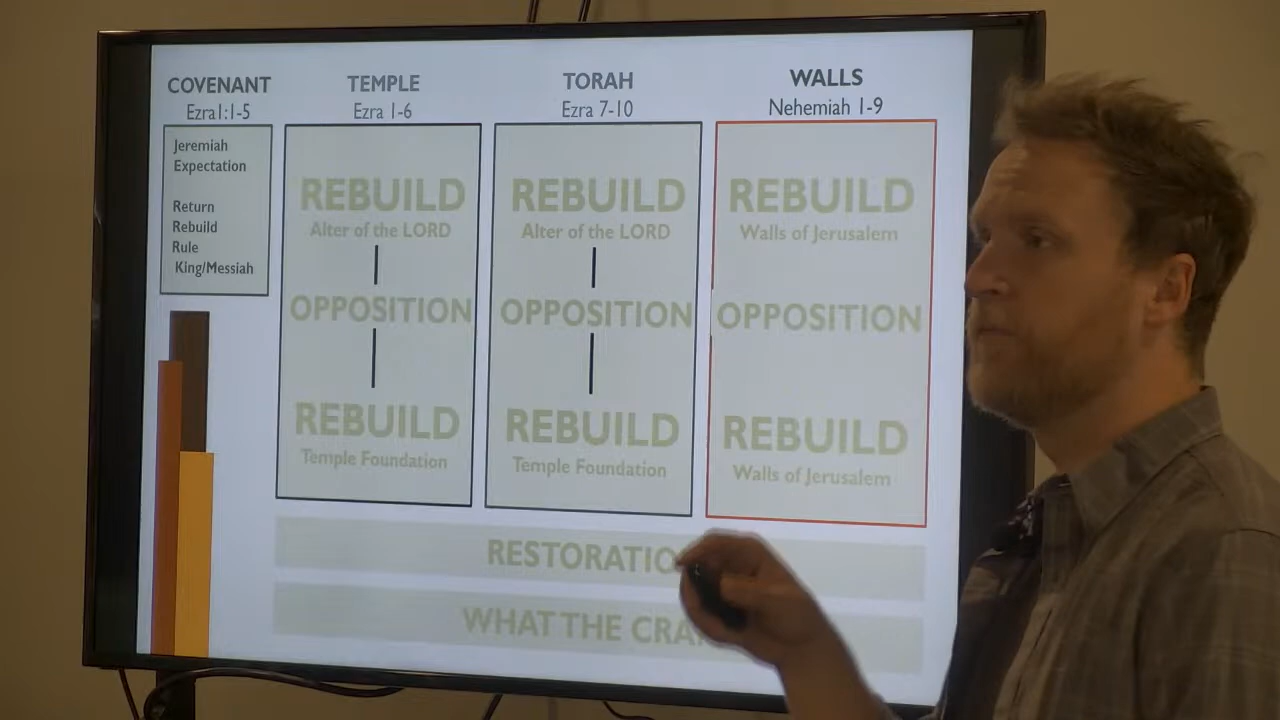 COVENANT
Ezra1:1-5
Jeremiah
Expectation
Return
Rebuild
Rule
King/Messiah
TEMPLE
Ezra 1-6
REBUILD
Alter of the LORD
OPPOSITION
REBUILD
Temple Foundation
TORAH
Ezra 7-10
REBUILD
Alter of the LORD
OPPOSITION
REBUILD
Temple Foundation
WALLS
Nehemiah 1-9
REBUILD
Walls of Jerusalem
OPPOSITION
REBUILD
Walls of Jerusalem
RESTORATIO
WHAT THE CRA